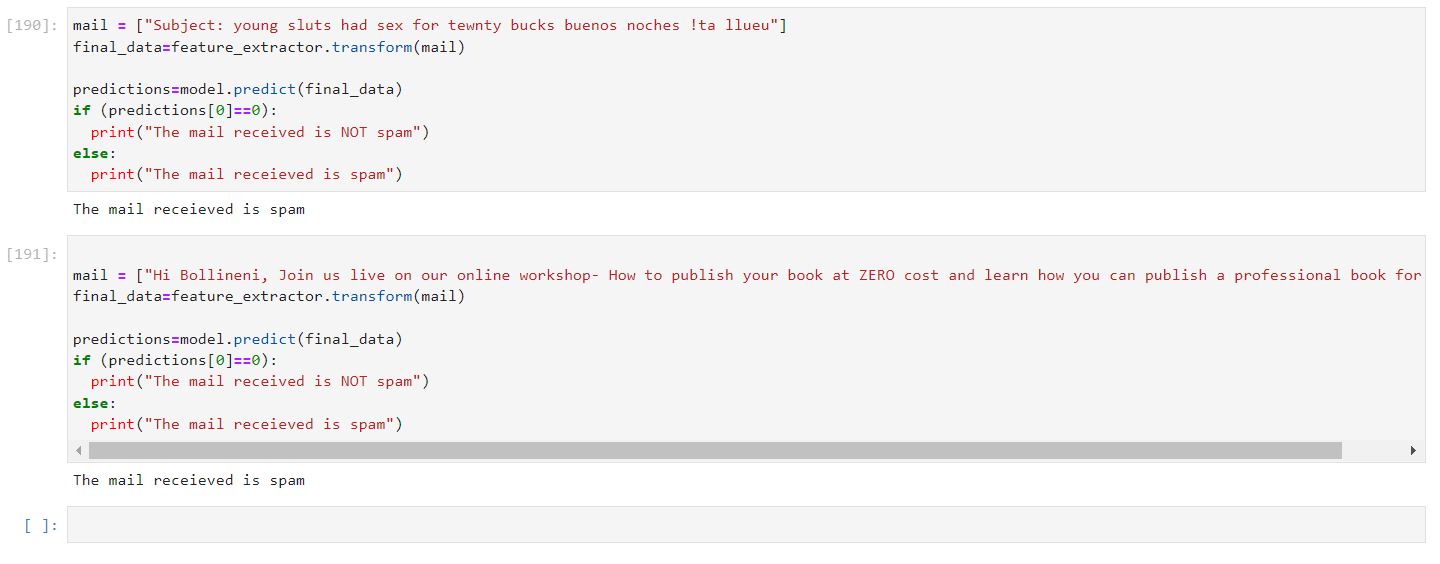 [190]: mail = ["Subject: young sluts had sex for tewnty bucks buenos noches !ta llueu"]
final_data=feature_extractor.transform(mail)
predictions=model.predict(final_data)
if (predictions[0]==0):
print("The mail received is NOT spam")
else:
print("The mail receieved is spam")
The mail receieved is spam
[191]:
mail = ["Hi Bollineni, Join us live on our online workshop- How to publish your book at ZERO cost and learn how you can publish a professional book for
final_data=feature_extractor.transform(mail)
predictions=model.predict(final_data)
if (predictions[0]==0):
print("The mail received is NOT spam")
else:
print("The mail receieved is spam")
The mail receieved is spam
[ ]: